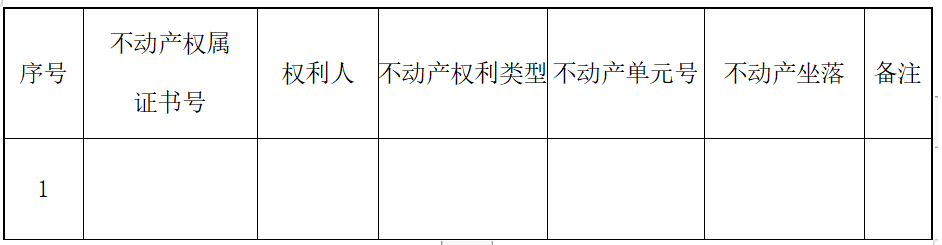 序号
不动产权属
证书号
权利人
不动产权利类型
不动产单元号
不动产坐落
备注
1